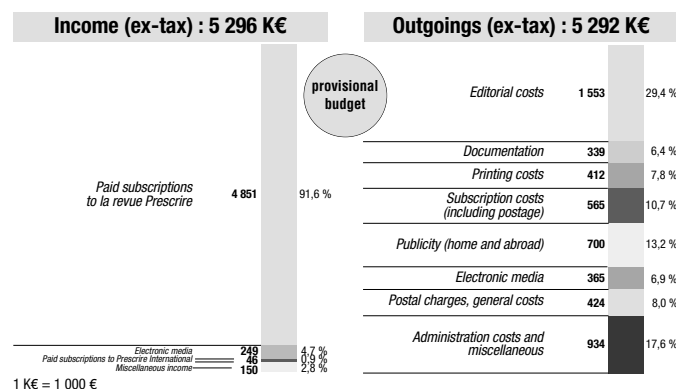 Income (ex-tax) : 5 296 K€
Outgoings (ex-tax) : 5 292 K€
provisional
budget
Paid subscriptions
to la revue Prescrire
4 851
91,6 %
Electronic media
249
4,7 %
Paid subscriptions to Prescrire International
46
0,9 %
Miscellaneous income
150
2,8 %
1 K€ = 1 000 €
Editorial costs
1 553
29,4 %
Documentation
339
6,4 %
Printing costs
412
7,8 %
Subscription costs
(including postage)
565
10,7 %
Publicity (home and abroad)
700
13,2 %
Electronic media
365
6,9 %
Postal charges, general costs
424
8,0 %
Administration costs and
miscellaneous
934
17,6 %